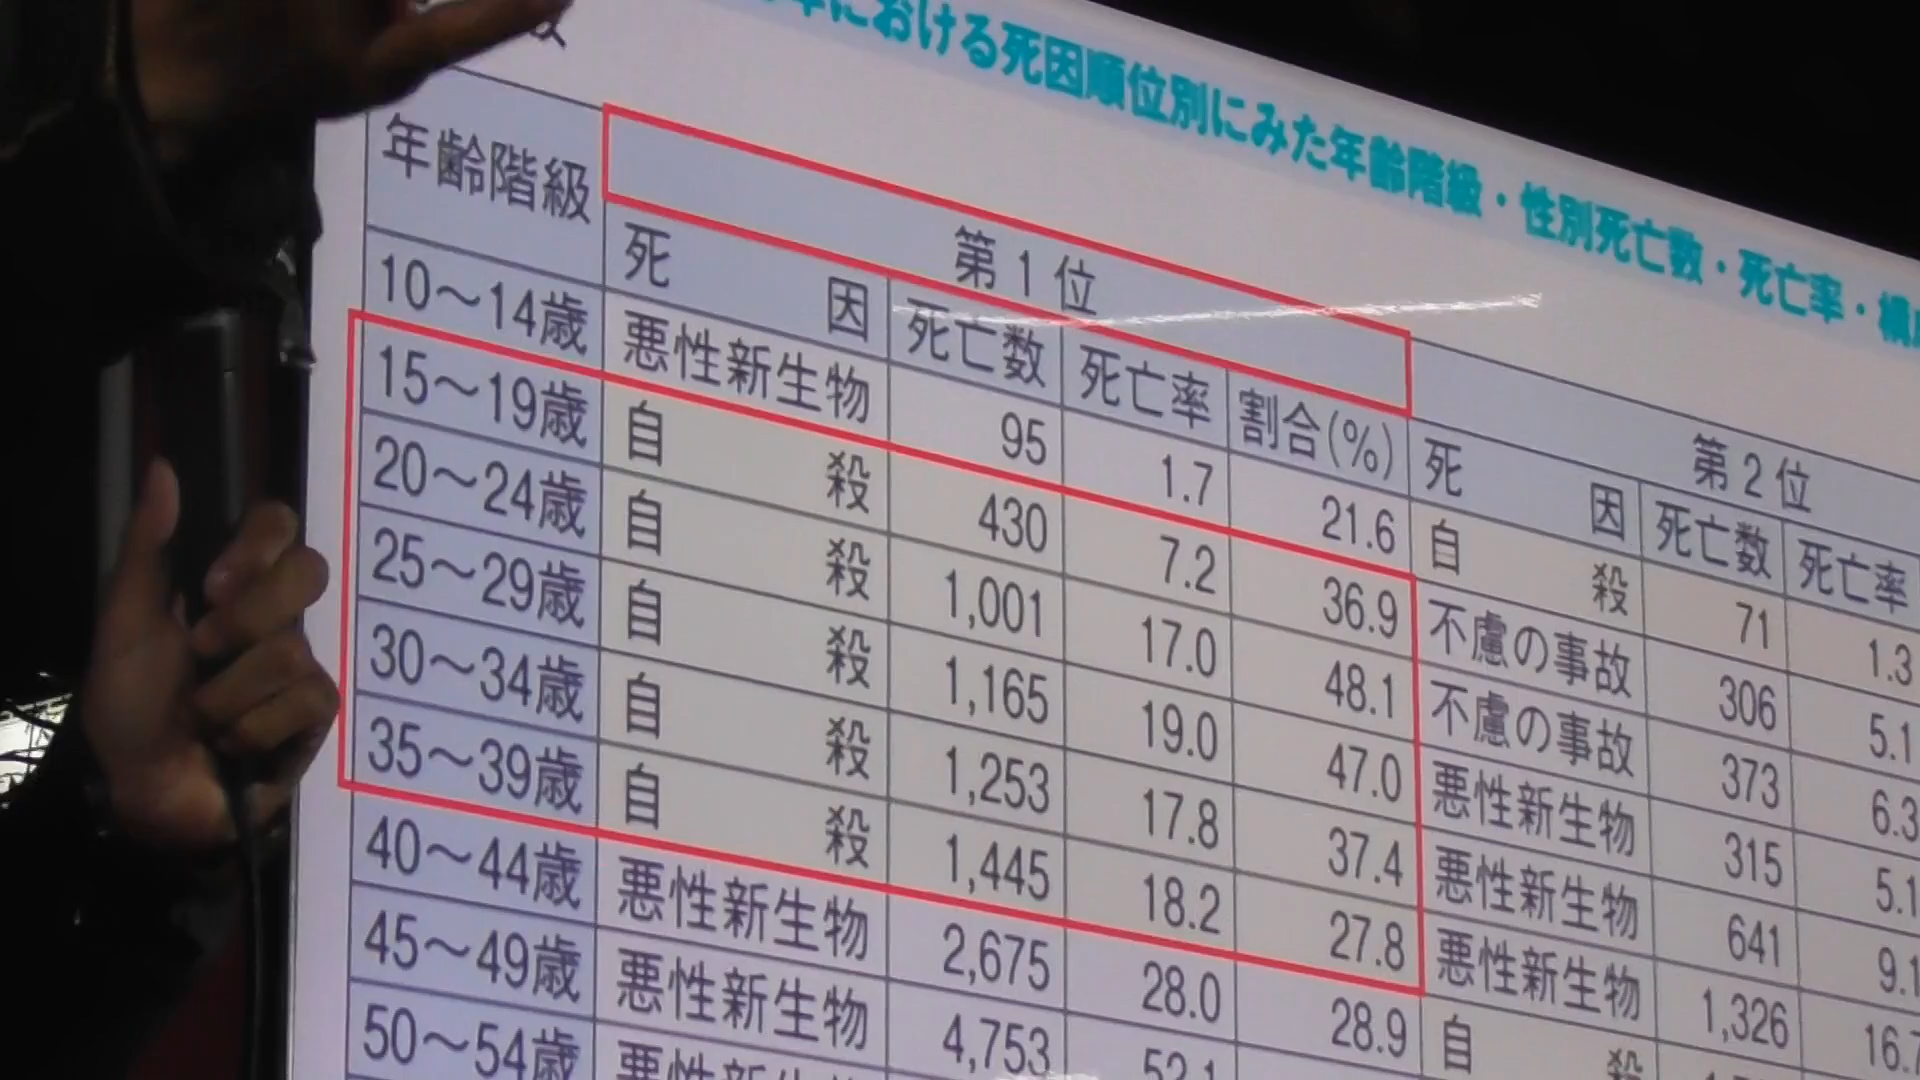 における死因順位別にみた年齢階級・性別死亡数・死亡率・構
年齢階級 第1位 第2位
死因 死亡数 死亡率 割合(%) 死因 死亡数 死亡率
10～14歳 悪性新生物 95 1.7 21.6 自殺 71 1.3
15～19歳 自殺 430 7.2 36.9 不慮の事故 306 5.1
20～24歳 自殺 1,001 17.0 48.1 不慮の事故 373 6.3
25～29歳 自殺 1,165 19.0 47.0 悪性新生物 315 5.1
30～34歳 自殺 1,253 17.8 37.4 悪性新生物 641 9.1
35～39歳 自殺 1,445 18.2 27.8 悪性新生物 1,326 16.7
40～44歳 悪性新生物 2,675 28.0 28.9 自殺
45～49歳 悪性新生物 4,753 52.1
50～54歳 悪性新生物